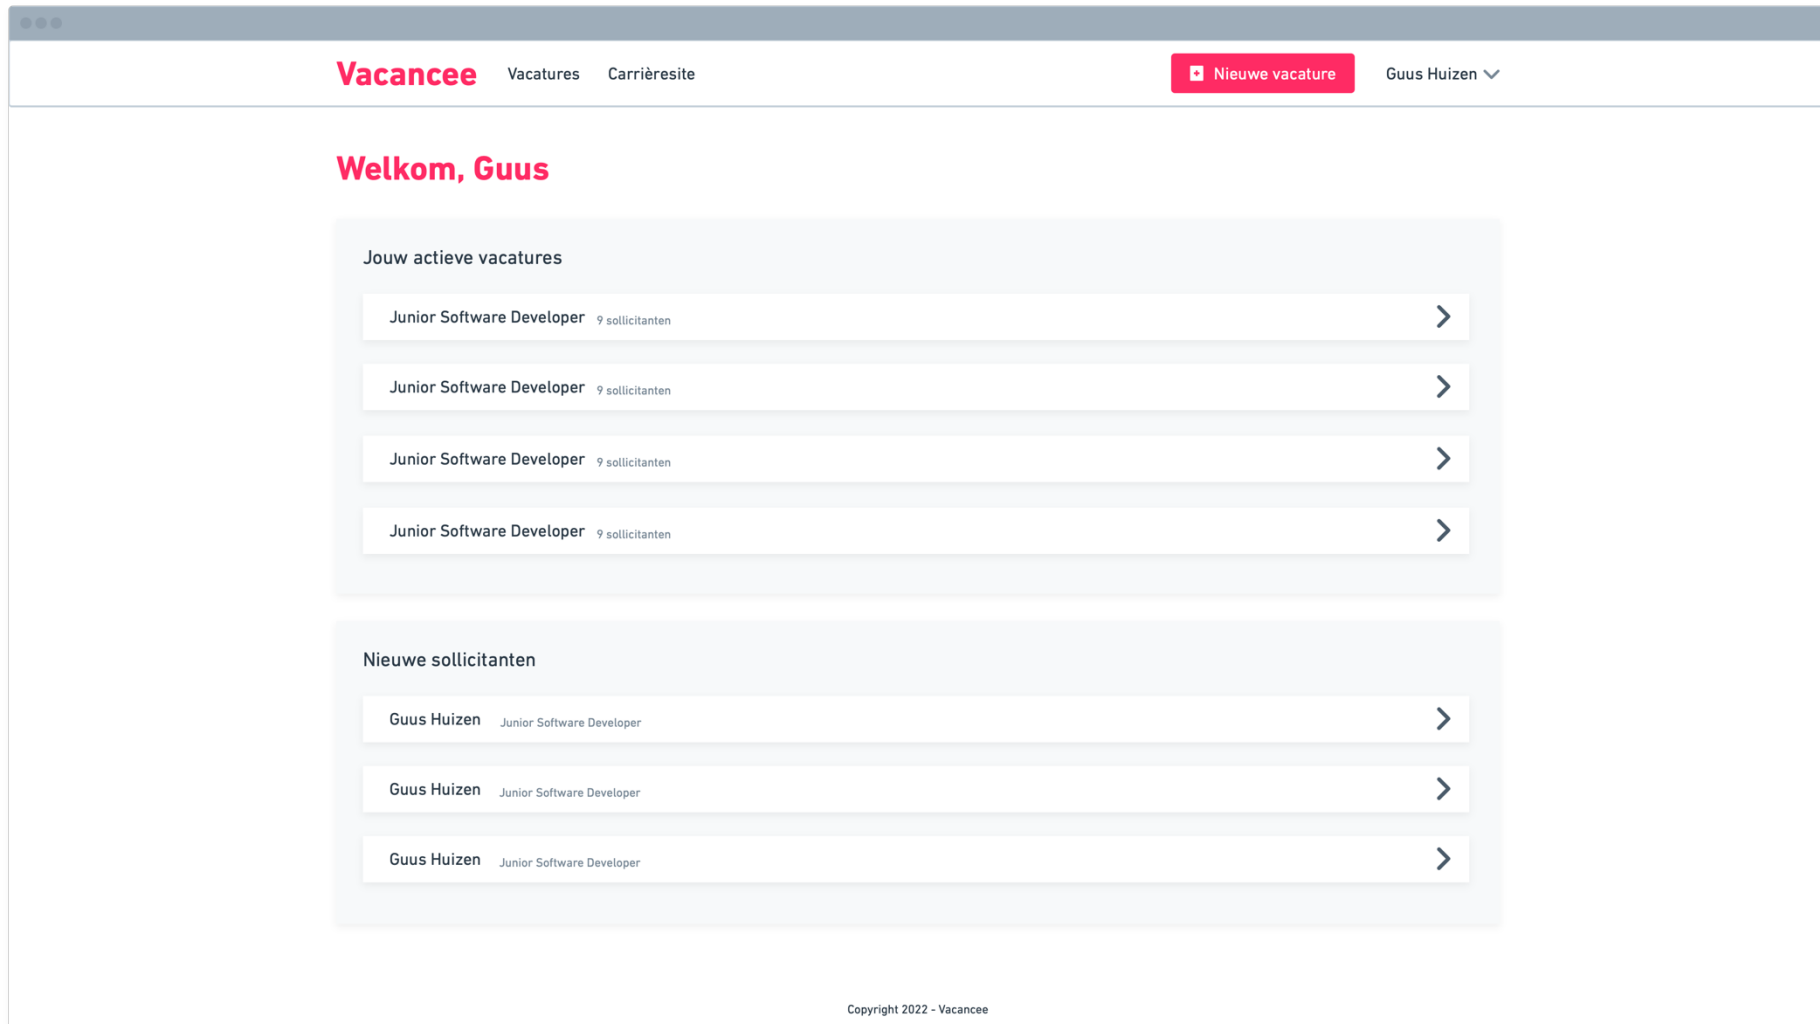 Vacancee Vacatures Carrièresite Nieuwe vacature Guus Huizen
Welkom, Guus
Jouw actieve vacatures
Junior Software Developer 9 sollicitanten
Junior Software Developer 9 sollicitanten
Junior Software Developer 9 sollicitanten
Junior Software Developer 9 sollicitanten
Nieuwe sollicitanten
Guus Huizen Junior Software Developer
Guus Huizen Junior Software Developer
Guus Huizen Junior Software Developer
Copyright 2022 - Vacancee